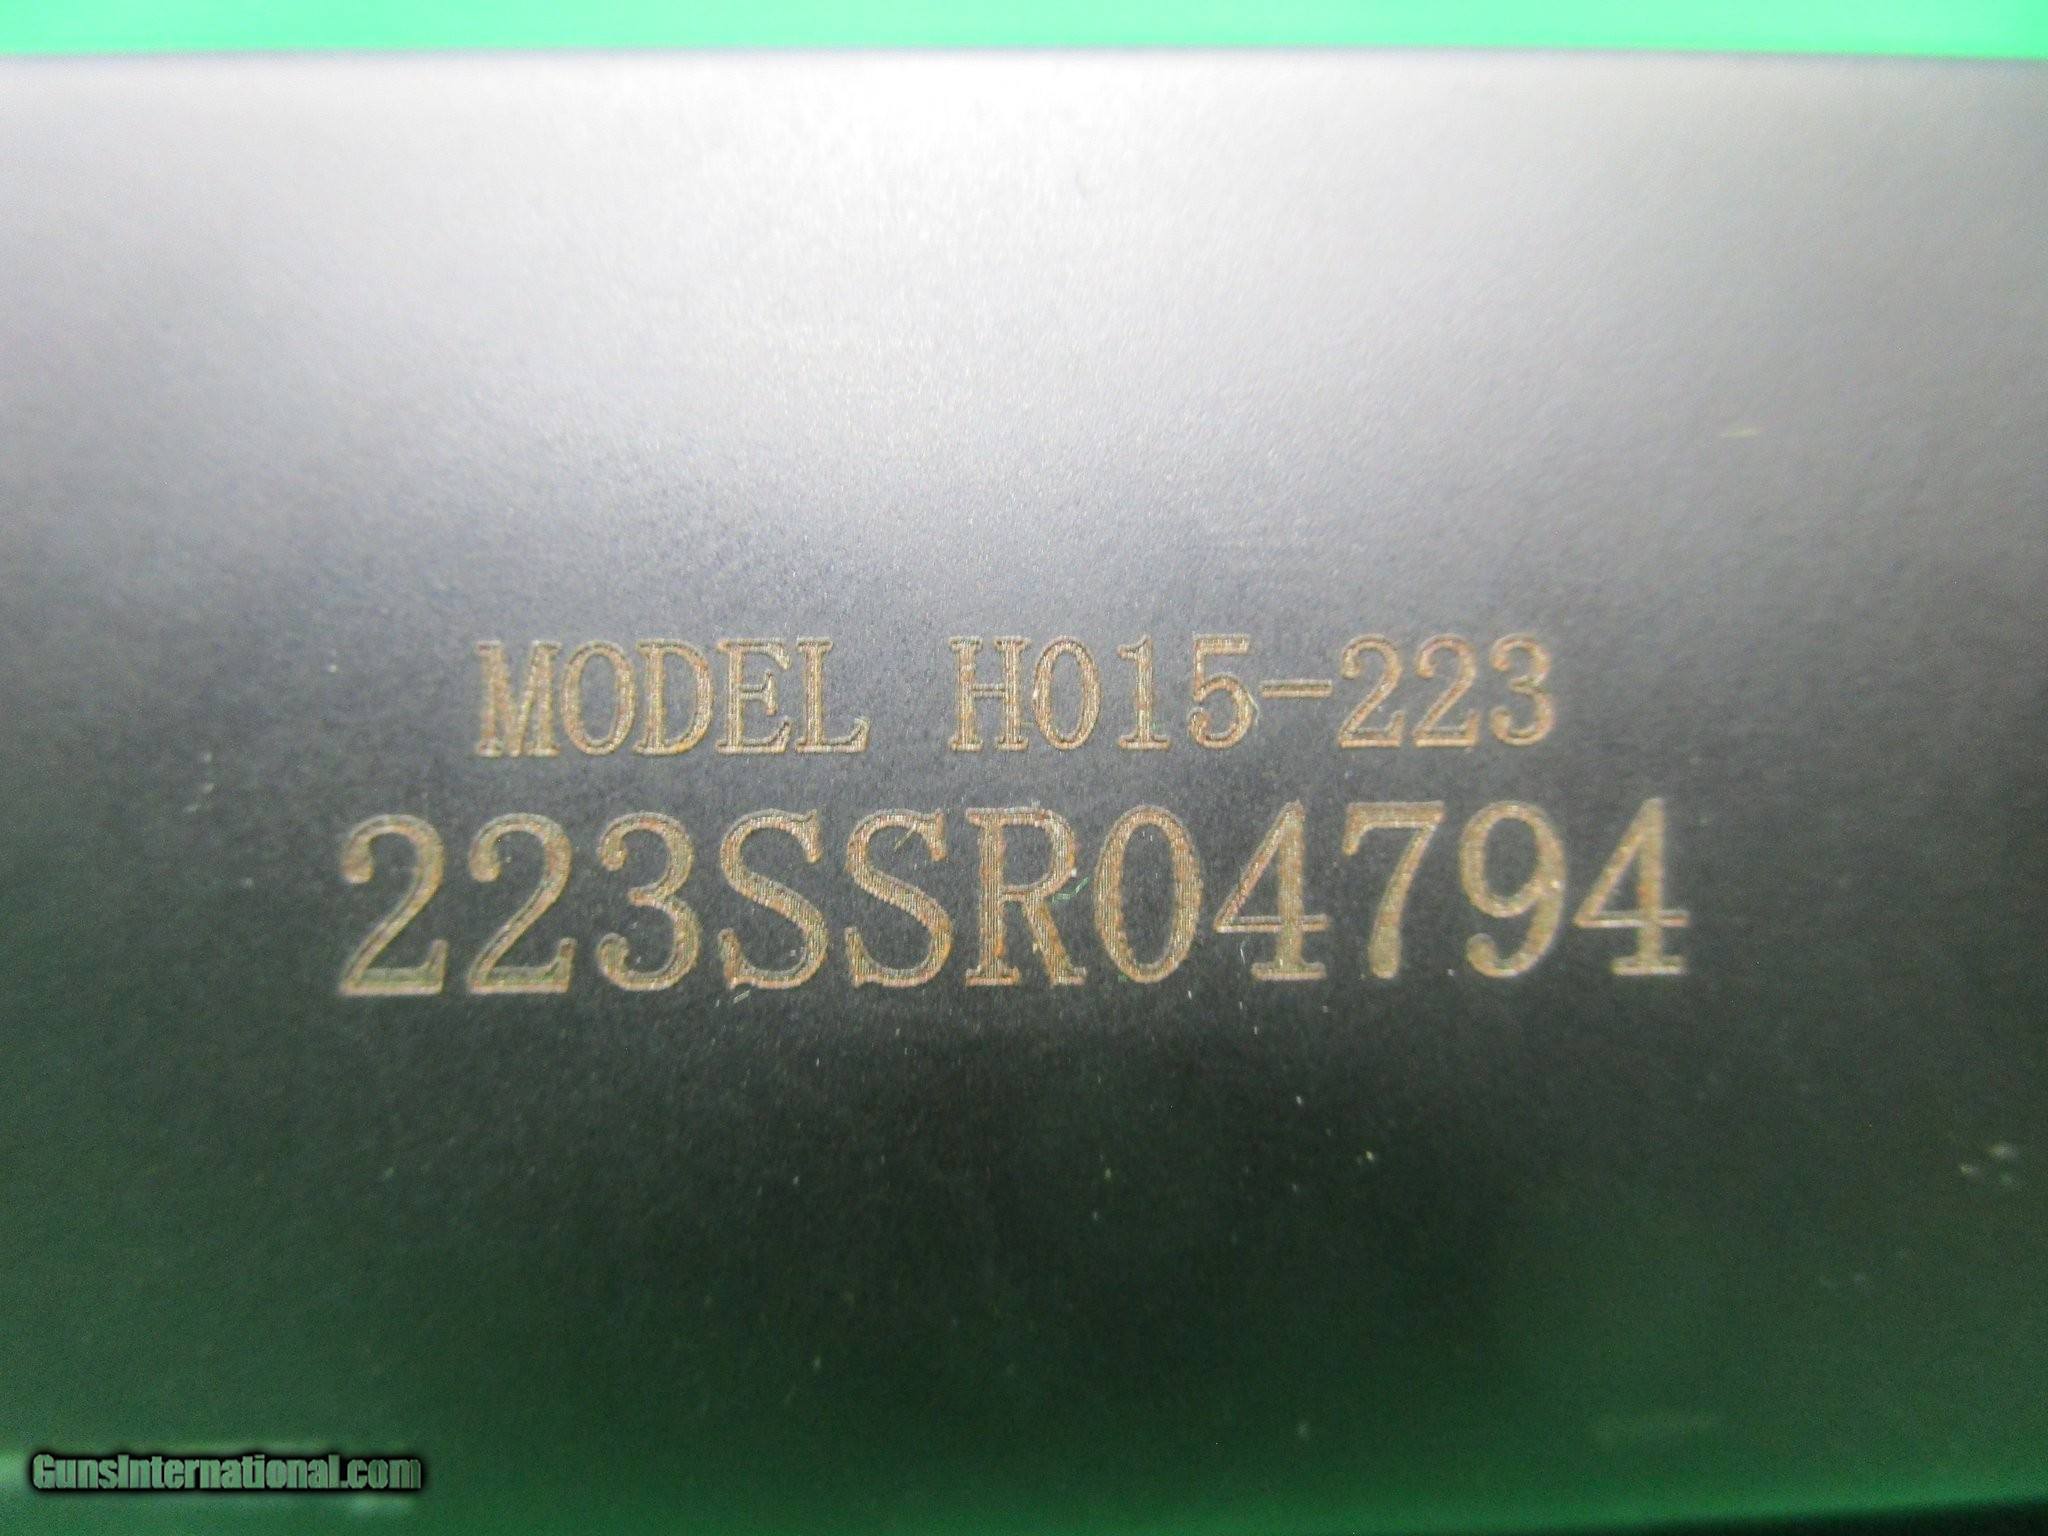 MODEL H015-223
223SSR04794
GunsInternational.com